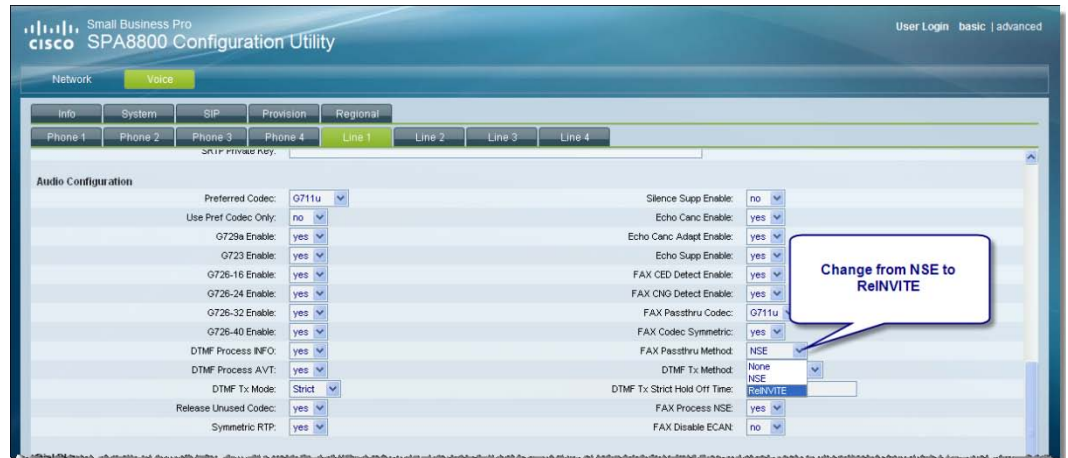 Small Business Pro
CISCO SPA8800 Configuration Utility
User Login basic | advanced
Network Voice
Info System SIP Provision Regional
Phone 1 Phone 2 Phone 3 Phone 4 Line 1 Line 2 Line 3 Line 4
SRTP Private Key:
Audio Configuration
Preferred Codec: G711u Silence Supp Enable: no
Use Pref Codec Only: no Echo Canc Enable: yes
G729a Enable: yes Echo Canc Adapt Enable: yes
G723 Enable: yes Echo Supp Enable: yes
G726-16 Enable: yes FAX CED Detect Enable: yes
G726-24 Enable: yes FAX CNG Detect Enable: yes
Change from NSE to
ReINVITE
G726-32 Enable: yes FAX Passthru Codec: G711u
G726-40 Enable: yes FAX Codec Symmetric: yes
DTMF Process INFO: yes FAX Passthru Method: NSE
None
NSE
ReINVITE
DTMF Process AVT: yes DTMF Tx Method:
DTMF Tx Mode: Strict DTMF Tx Strict Hold Off Time:
Release Unused Codec: yes FAX Process NSE: yes
Symmetric RTP: yes FAX Disable ECAN: no